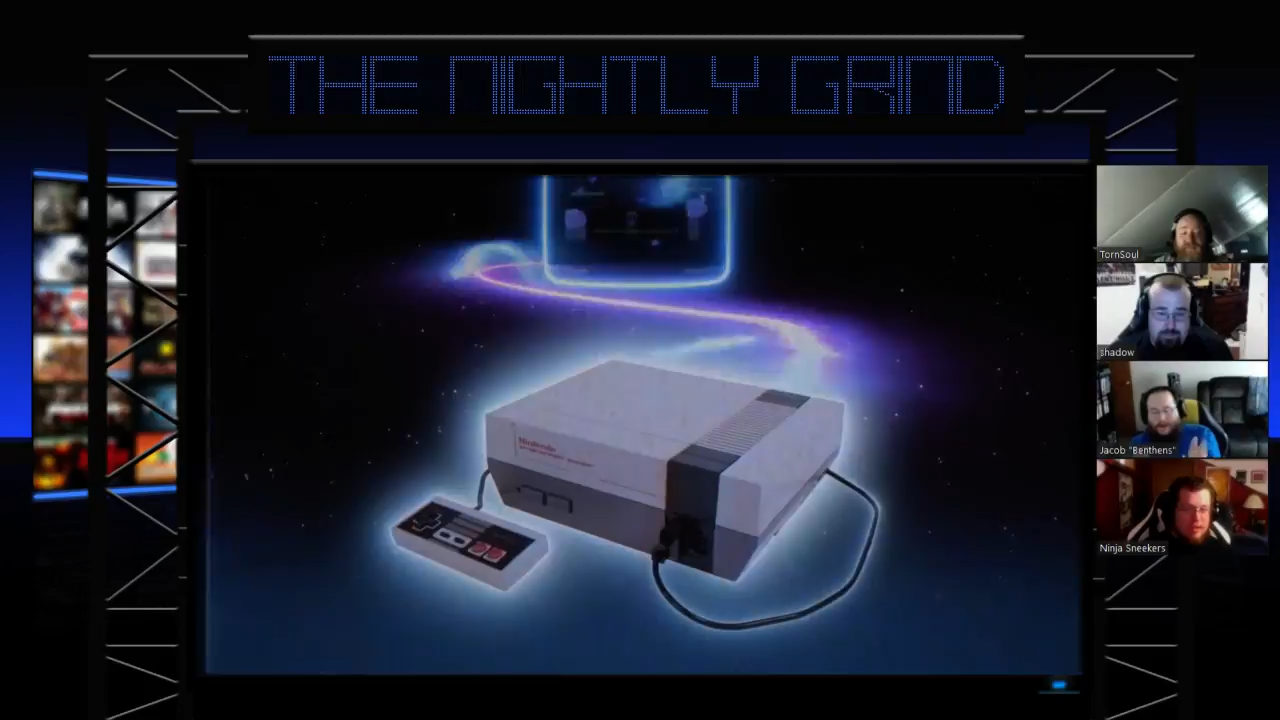 THE NIGHTLY GRIND
TornSoul
shadow
Jacob "Benthens"
Ninja Sneekers
Nintendo